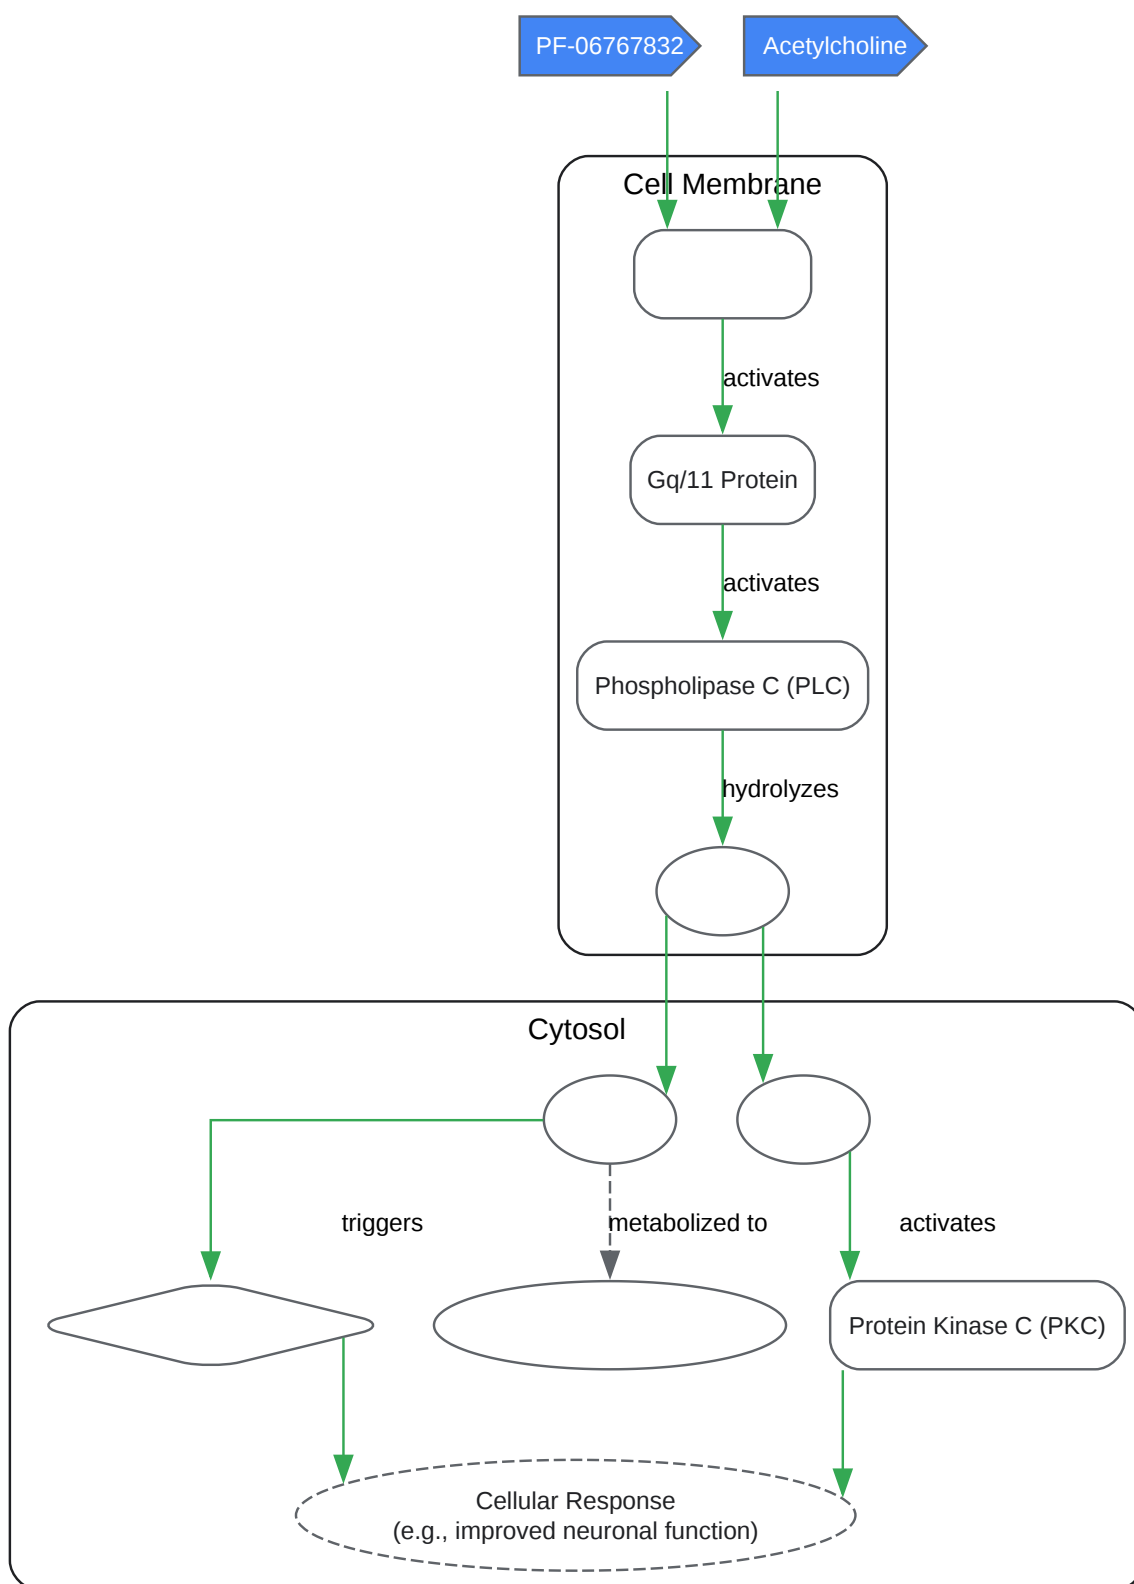 PF-06767832
Acetylcholine
Cell Membrane
activates
Gq/11 Protein
activates
Phospholipase C (PLC)
hydrolyzes
Cytosol
triggers
metabolized to
activates
Protein Kinase C (PKC)
Cellular Response
(e.g., improved neuronal function)